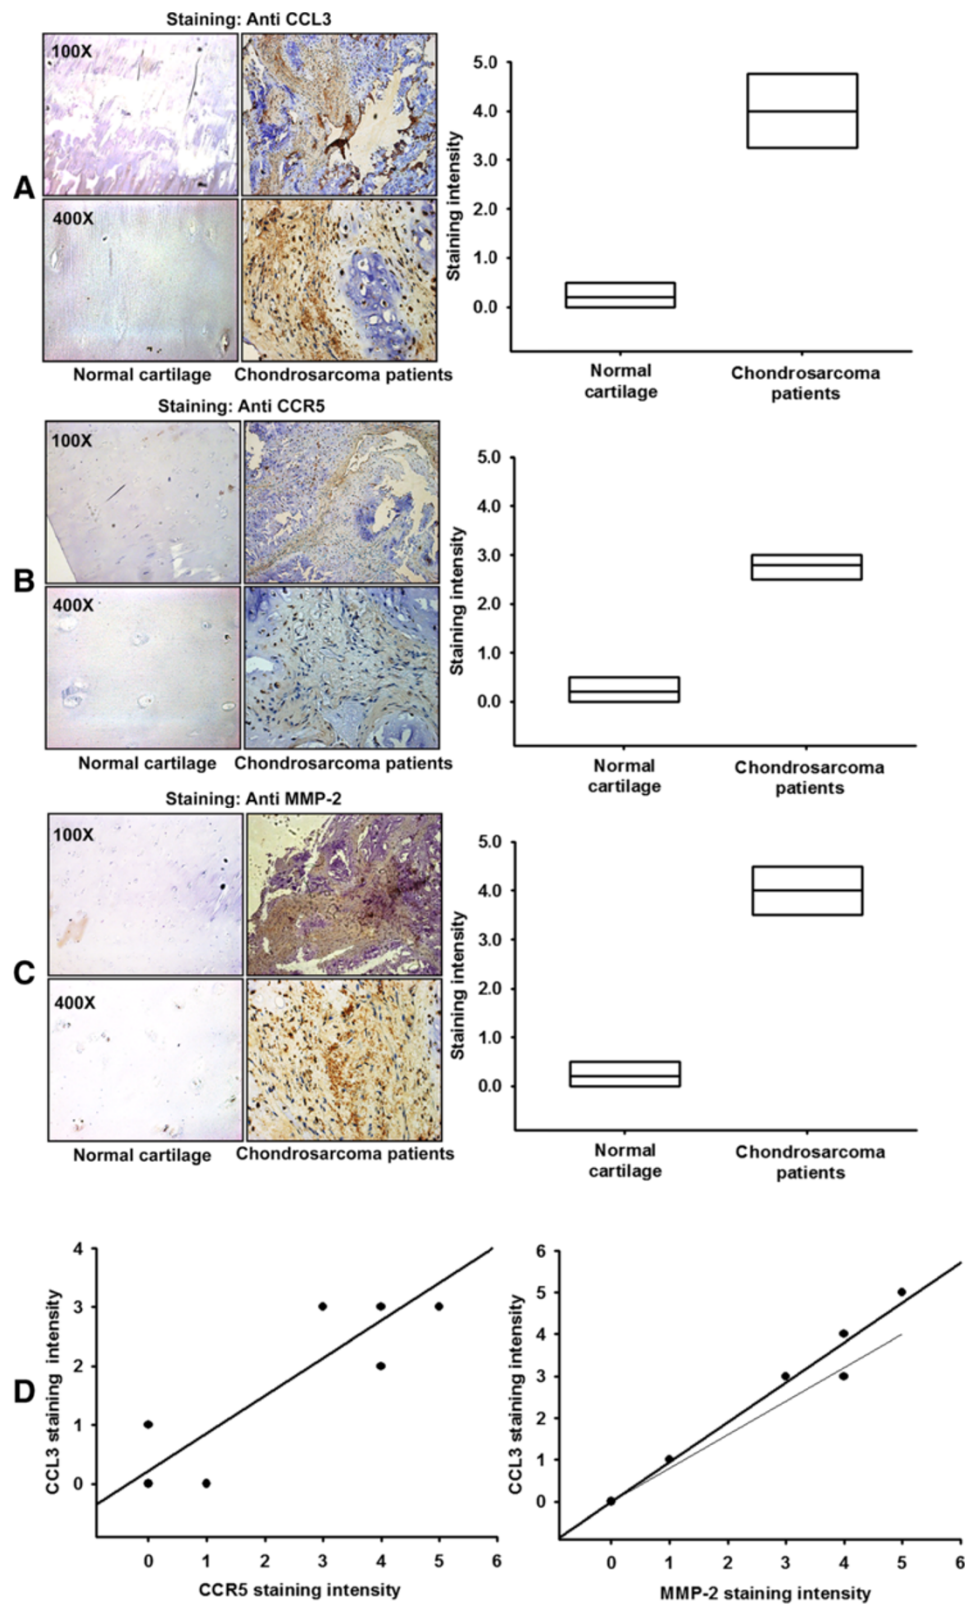 Staining: Anti CCL3
A
100X
400X
Normal cartilage Chondrosarcoma patients
Staining intensity
5.0
4.0
3.0
2.0
1.0
0.0
Normal
cartilage
Chondrosarcoma
patients
Staining: Anti CCR5
B
100X
400X
Normal cartilage Chondrosarcoma patients
Staining intensity
5.0
4.0
3.0
2.0
1.0
0.0
Normal
cartilage
Chondrosarcoma
patients
Staining: Anti MMP-2
C
100X
400X
Normal cartilage Chondrosarcoma patients
Staining intensity
5.0
4.0
3.0
2.0
1.0
0.0
Normal
cartilage
Chondrosarcoma
patients
D
CCL3 staining intensity
4
3
2
1
0
0 1 2 3 4 5 6
CCR5 staining intensity
CCL3 staining intensity
6
5
4
3
2
1
0
0 1 2 3 4 5 6
MMP-2 staining intensity